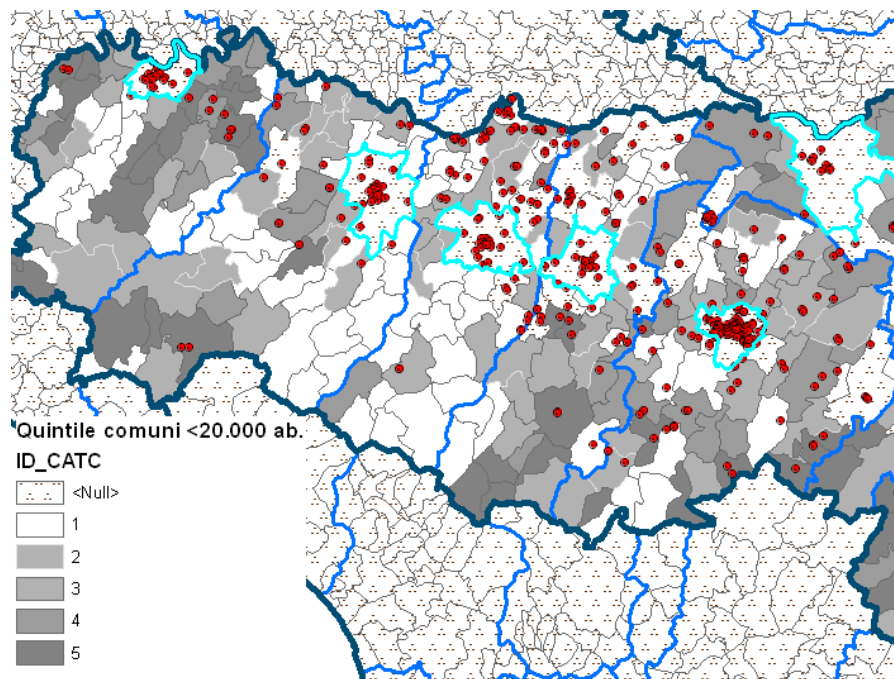 Quintile comuni <20.000 ab.
ID_CATC
<Null>
1
2
3
4
5